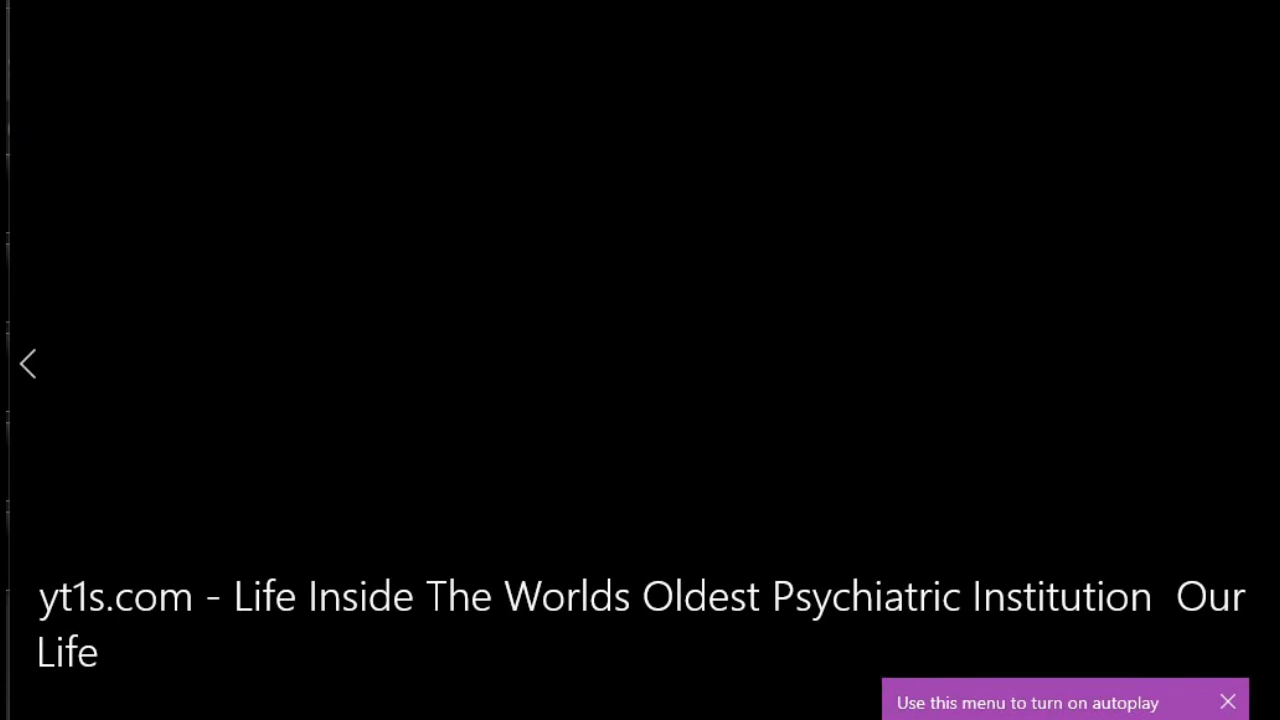 yt1s.com - Life Inside The Worlds Oldest Psychiatric Institution  Our
Life
Use this menu to turn on autoplay